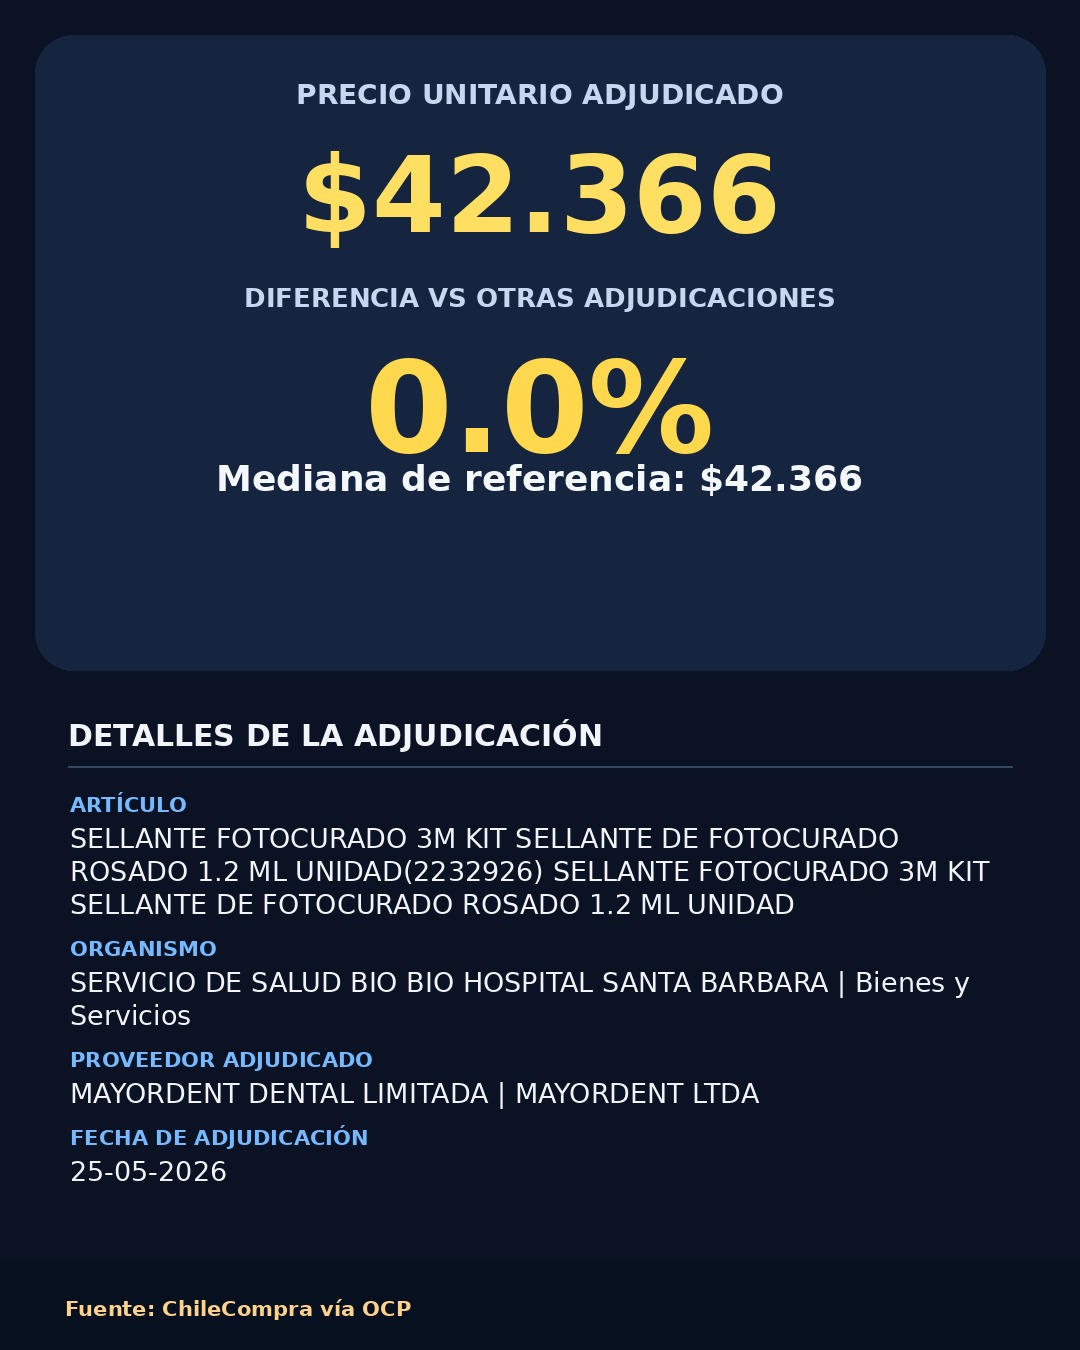 PRECIO UNITARIO ADJUDICADO
$42.366
DIFERENCIA VS OTRAS ADJUDICACIONES
0.0%
Mediana de referencia: $42.366
DETALLES DE LA ADJUDICACIÓN
ARTÍCULO
SELLANTE FOTOCURADO 3M KIT SELLANTE DE FOTOCURADO
ROSADO 1.2 ML UNIDAD(2232926) SELLANTE FOTOCURADO 3M KIT
SELLANTE DE FOTOCURADO ROSADO 1.2 ML UNIDAD
ORGANISMO
SERVICIO DE SALUD BIO BIO HOSPITAL SANTA BARBARA | Bienes y
Servicios
PROVEEDOR ADJUDICADO
MAYORDENT DENTAL LIMITADA | MAYORDENT LTDA
FECHA DE ADJUDICACIÓN
25-05-2026
Fuente: ChileCompra vía OCP